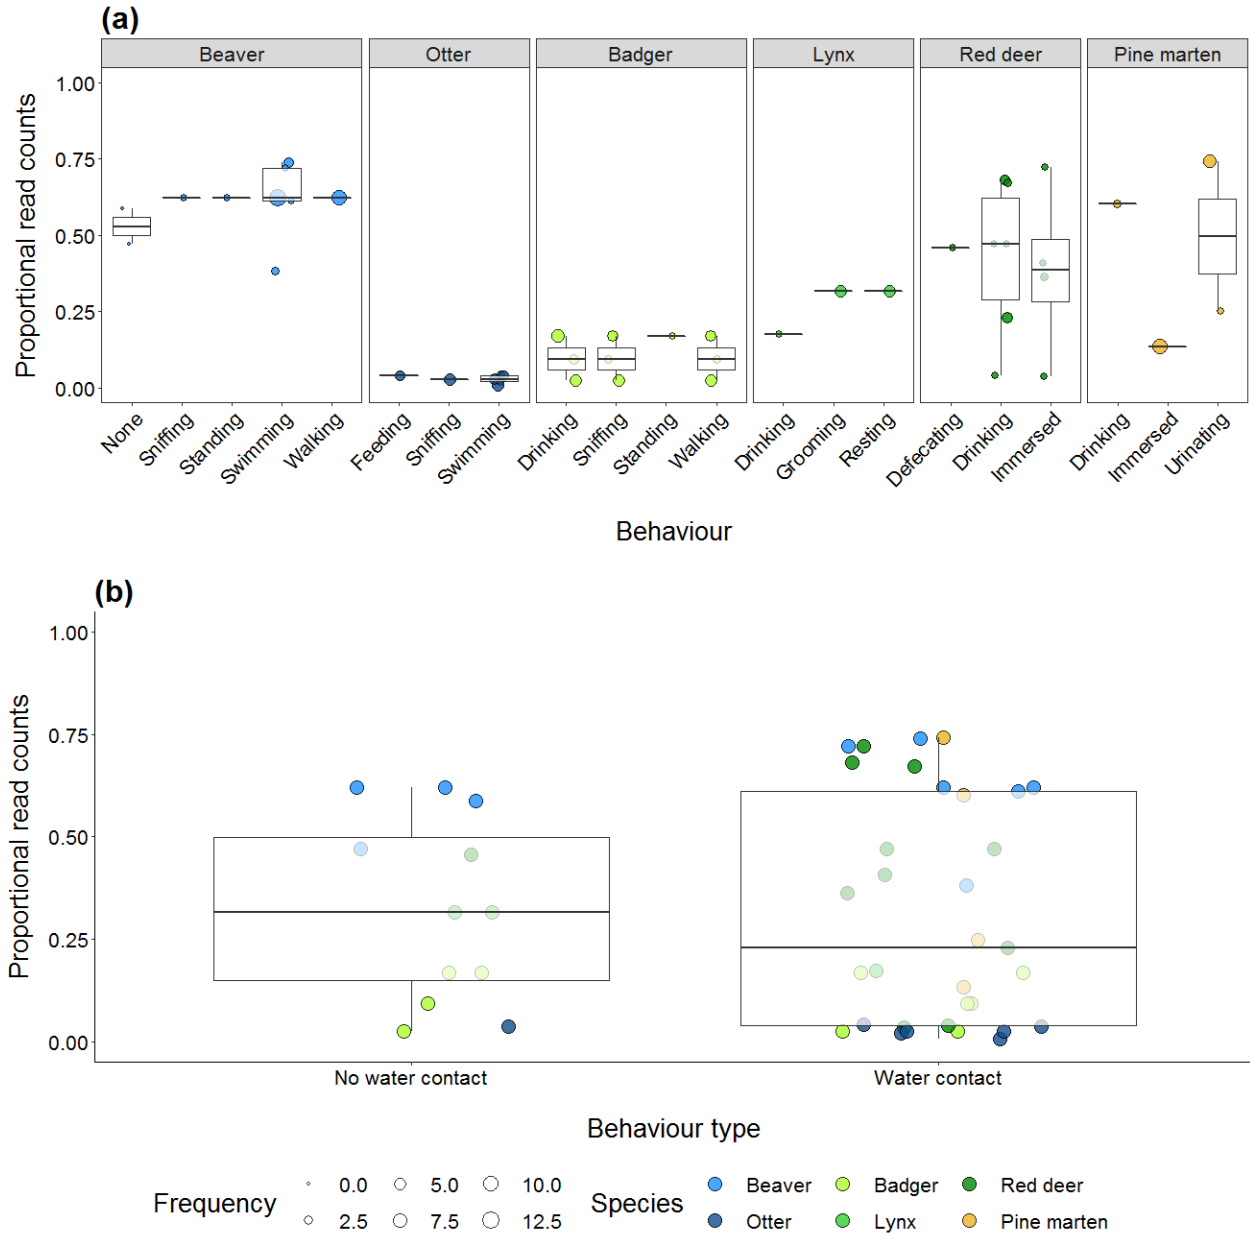 (a)
Beaver Otter Badger Lynx Red deer Pine marten
Proportional read counts
1.00
0.75
0.50
0.25
0.00
None Sniffing Standing Swimming Walking Feeding Sniffing Swimming Drinking Sniffing Standing Walking Drinking Grooming Resting Defecating Drinking Immersed Drinking Immersed Urinating
Behaviour
(b)
Proportional read counts
1.00
0.75
0.50
0.25
0.00
No water contact Water contact
Behaviour type
Frequency 0.0 5.0 10.0 Species Beaver Badger Red deer
2.5 7.5 12.5 Otter Lynx Pine marten